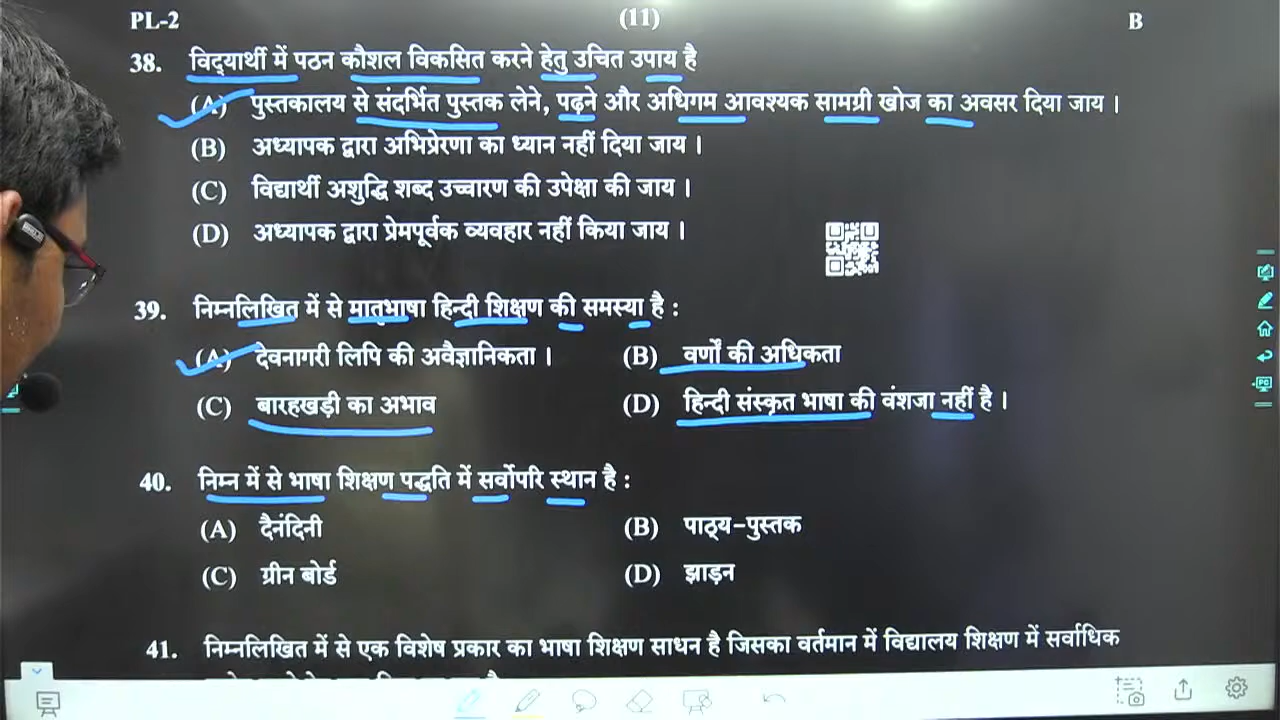 PL-2 (11) B
38. विद्यार्थी में पठन कौशल विकसित करने हेतु उचित उपाय है
(A) पुस्तकालय से संदर्भित पुस्तक लेने, पढ़ने और अधिगम आवश्यक सामग्री खोज का अवसर दिया जाय ।
(B) अध्यापक द्वारा अभिप्रेरणा का ध्यान नहीं दिया जाय ।
(C) विद्यार्थी अशुद्धि शब्द उच्चारण की उपेक्षा की जाय ।
(D) अध्यापक द्वारा प्रेमपूर्वक व्यवहार नहीं किया जाय ।
39. निम्नलिखित में से मातृभाषा हिन्दी शिक्षण की समस्या है :
(A) देवनागरी लिपि की अवैज्ञानिकता । (B) वर्णों की अधिकता
(C) बारहखड़ी का अभाव (D) हिन्दी संस्कृत भाषा की वंशजा नहीं है ।
40. निम्न में से भाषा शिक्षण पद्धति में सर्वोपरि स्थान है :
(A) दैनंदिनी (B) पाठ्य-पुस्तक
(C) ग्रीन बोर्ड (D) झाड़न
41. निम्नलिखित में से एक विशेष प्रकार का भाषा शिक्षण साधन है जिसका वर्तमान में विद्यालय शिक्षण में सर्वाधिक